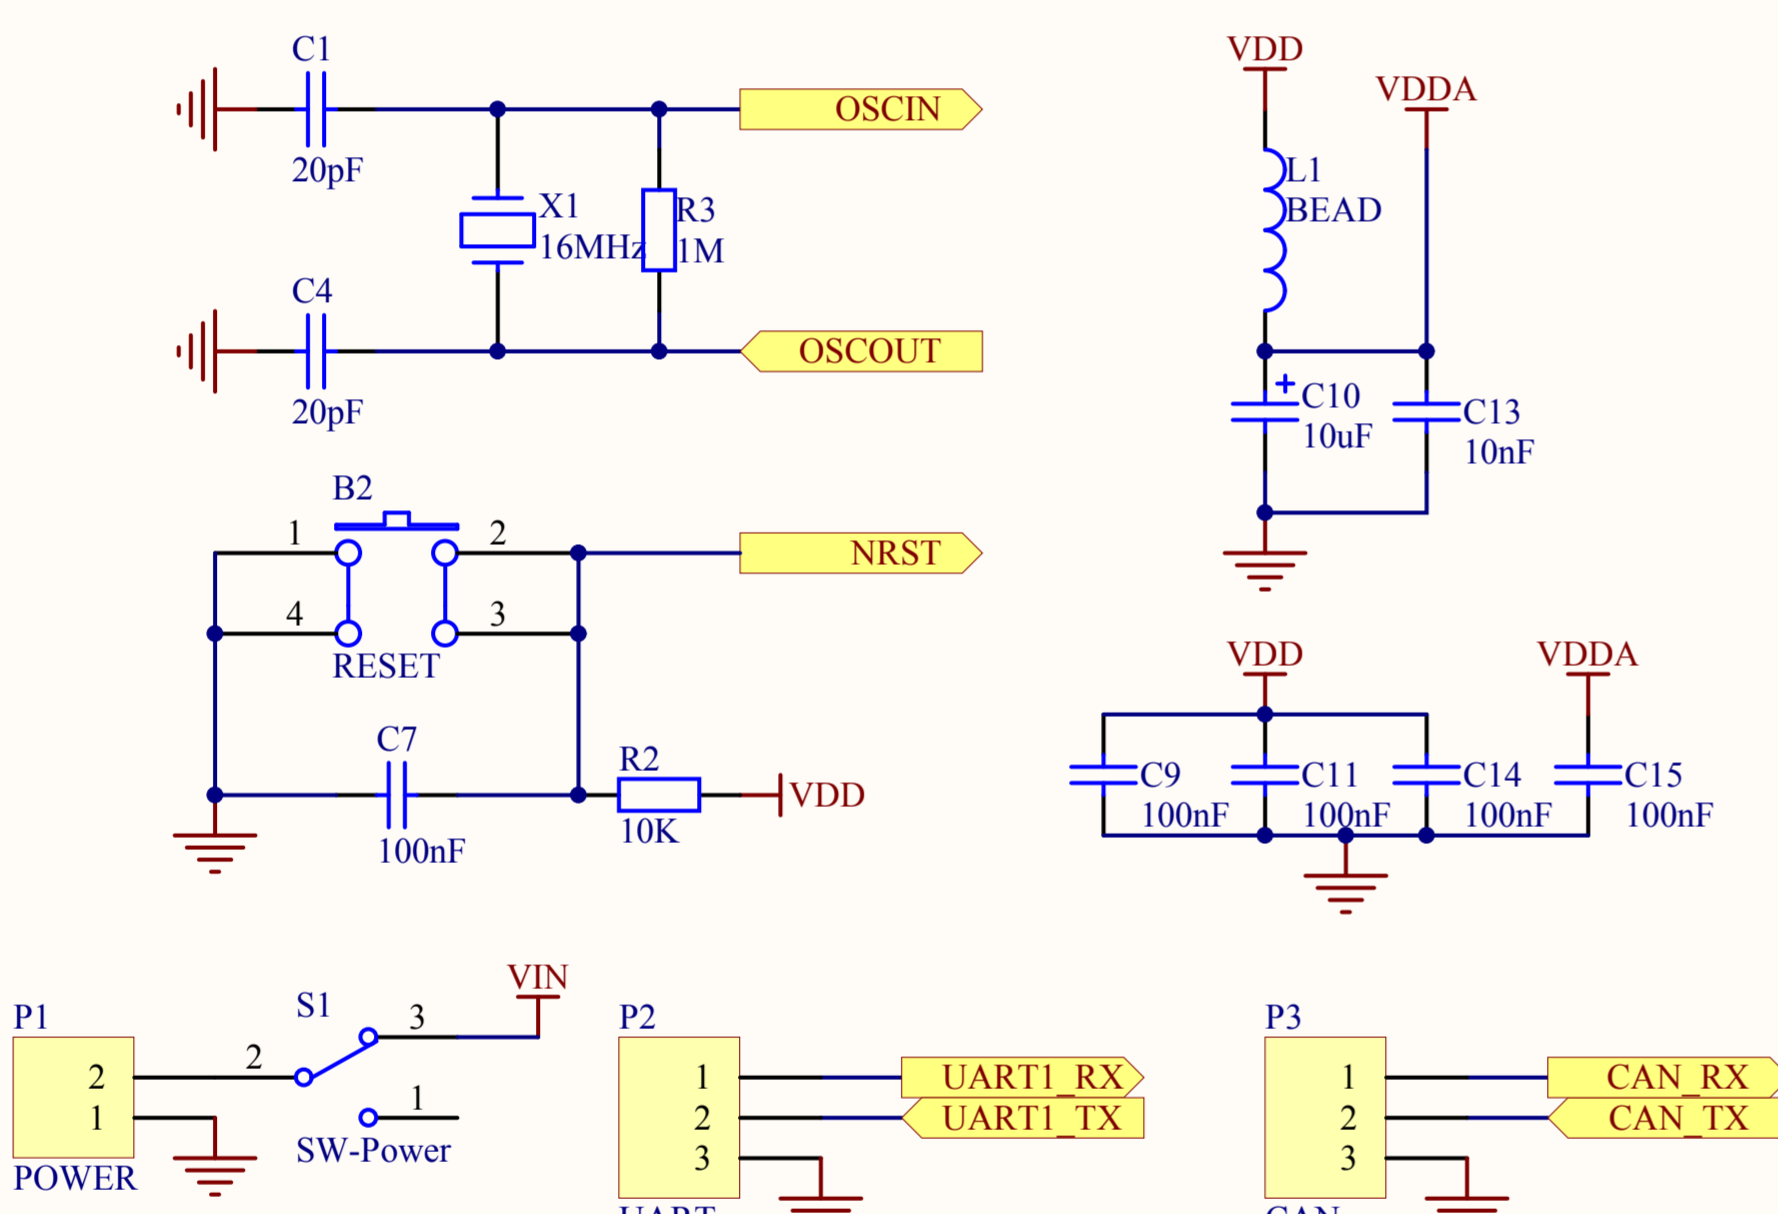 C1
20pF
OSCIN
X1
16MHz
R3
1M
C4
20pF
OSCOUT
VDD
VDDA
L1
BEAD
C10
10uF
C13
10nF
B2
1
2
4
3
RESET
NRST
C7
100nF
R2
10K
VDD
VDD
VDDA
C9
100nF
C11
100nF
C14
100nF
C15
100nF
P1
2
1
POWER
S1
2
3
1
SW-Power
VIN
P2
1
2
3
UART1_RX
UART1_TX
UART
P3
1
2
3
CAN_RX
CAN_TX
CAN